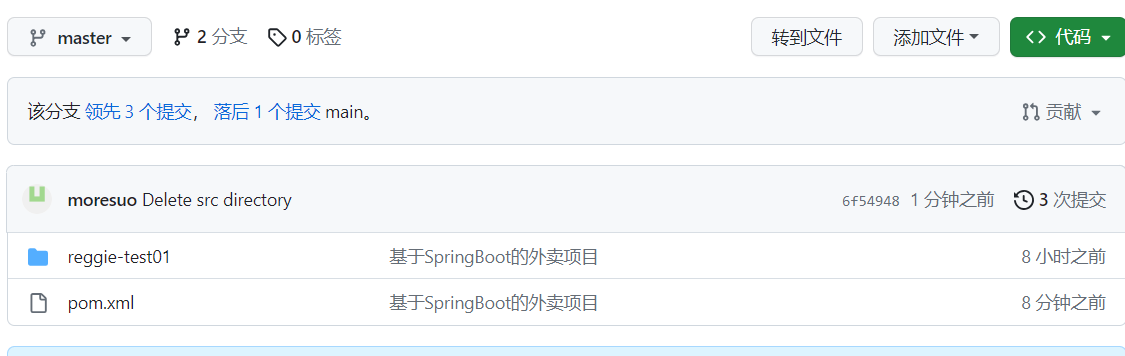 master 2 分支 0 标签 转到文件 添加文件 代码
该分支 领先 3 个提交， 落后 1 个提交 main。 贡献
moresuo Delete src directory 6f54948 1 分钟之前 3 次提交
reggie-test01 基于SpringBoot的外卖项目 8 小时之前
pom.xml 基于SpringBoot的外卖项目 8 分钟之前